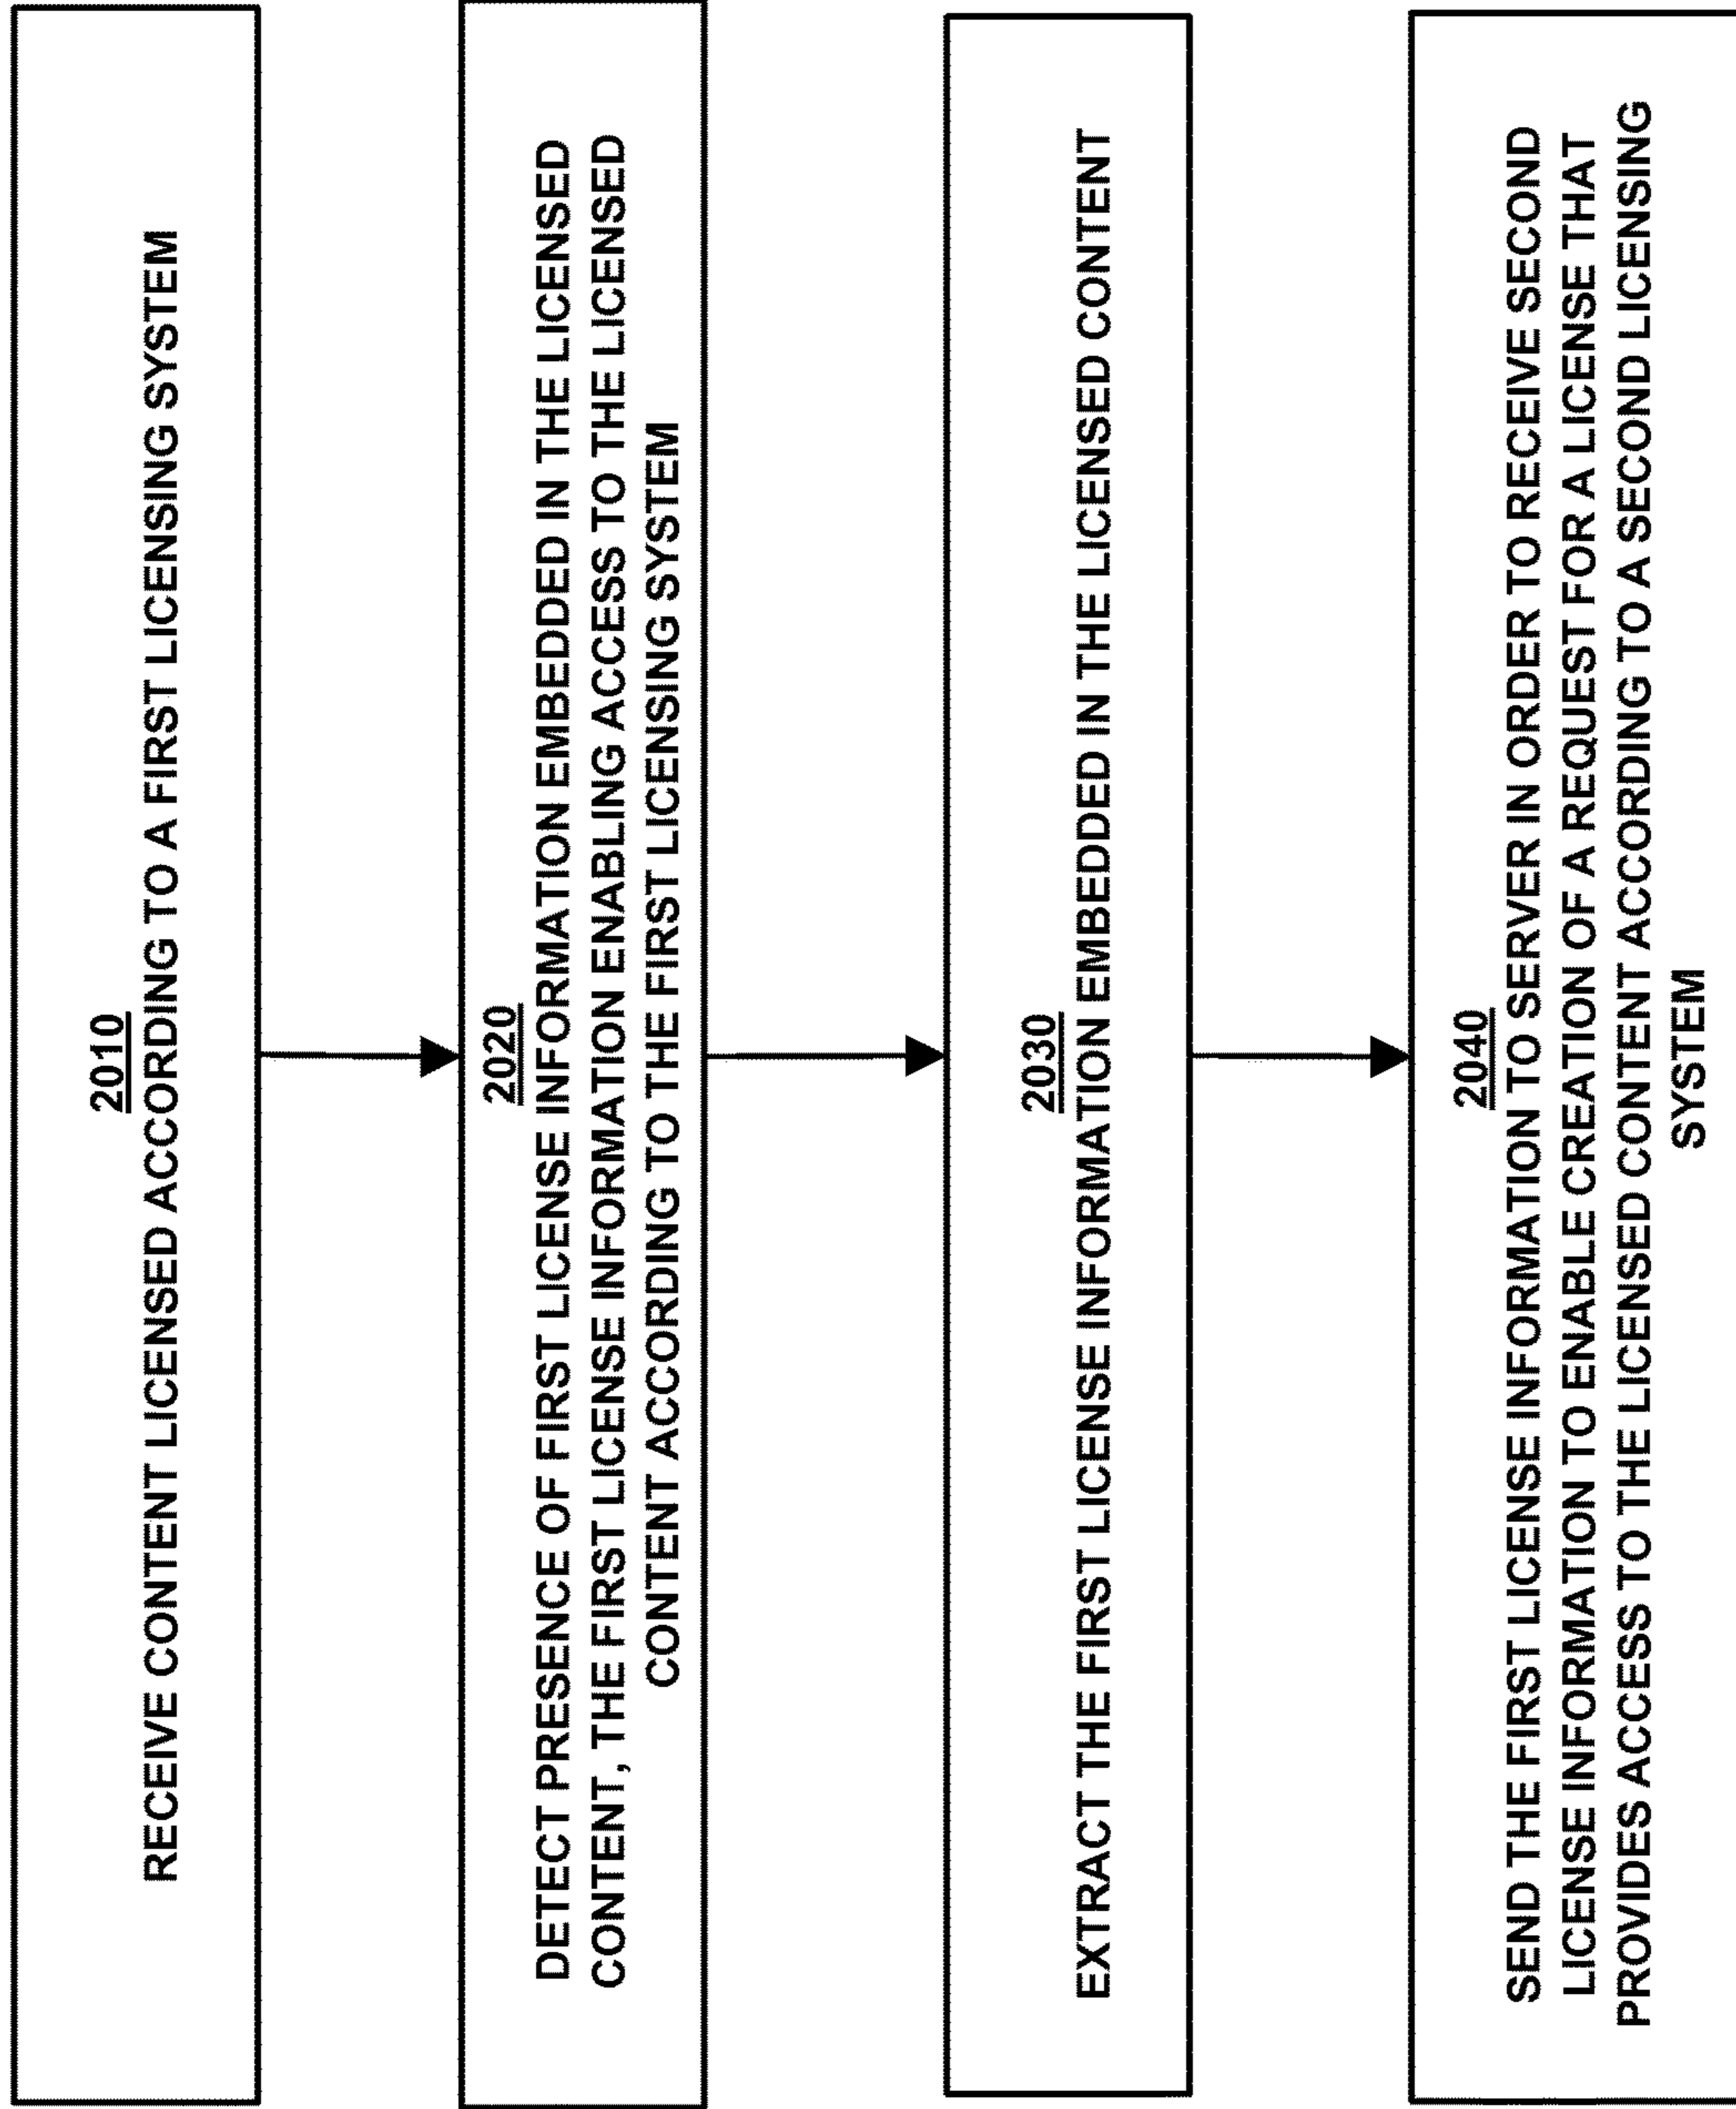 2010
RECEIVE CONTENT LICENSED ACCORDING TO A FIRST LICENSING SYSTEM
2020
DETECT PRESENCE OF FIRST LICENSE INFORMATION EMBEDDED IN THE LICENSED
CONTENT, THE FIRST LICENSE INFORMATION ENABLING ACCESS TO THE LICENSED
CONTENT ACCORDING TO THE FIRST LICENSING SYSTEM
2030
EXTRACT THE FIRST LICENSE INFORMATION EMBEDDED IN THE LICENSED CONTENT
2040
SEND THE FIRST LICENSE INFORMATION TO SERVER IN ORDER TO RECEIVE SECOND
LICENSE INFORMATION TO ENABLE CREATION OF A REQUEST FOR A LICENSE THAT
PROVIDES ACCESS TO THE LICENSED CONTENT ACCORDING TO A SECOND LICENSING
SYSTEM